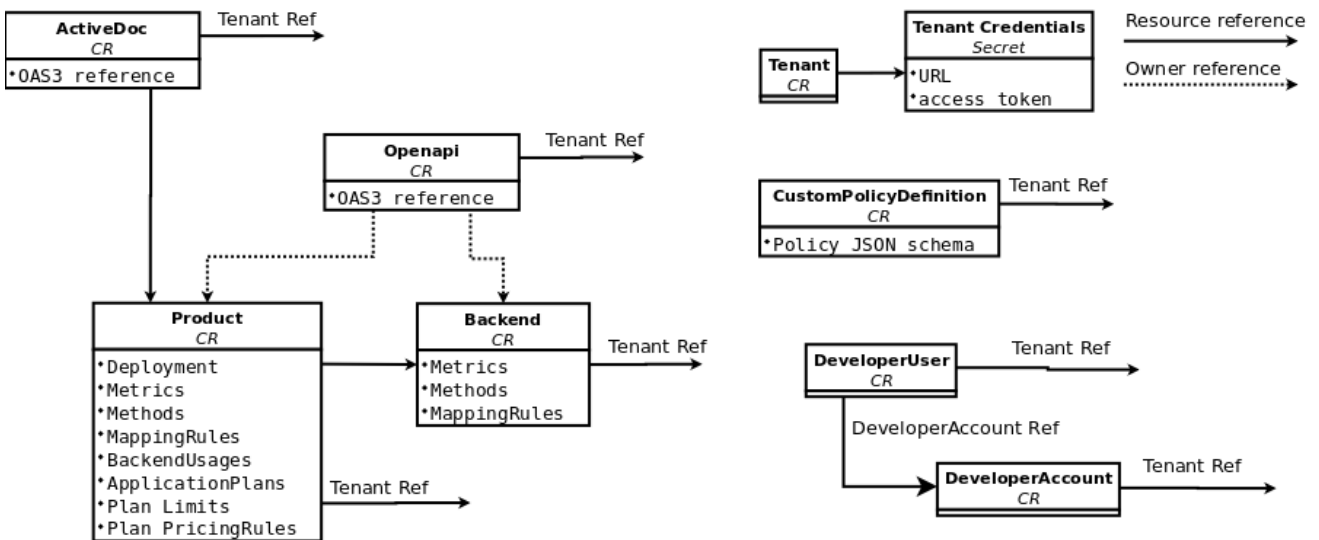 ActiveDoc
CR
OAS3 reference
Tenant Ref
Openapi
CR
OAS3 reference
Tenant Ref
Product
CR
Deployment
Metrics
Methods
MappingRules
BackendUsages
ApplicationPlans
Plan Limits
Plan PricingRules
Tenant Ref
Backend
CR
Metrics
Methods
MappingRules
Tenant Ref
Tenant
CR
Tenant Credentials
Secret
URL
access token
Resource reference
Owner reference
CustomPolicyDefinition
CR
Policy JSON schema
Tenant Ref
DeveloperUser
CR
Tenant Ref
DeveloperAccount Ref
DeveloperAccount
CR
Tenant Ref